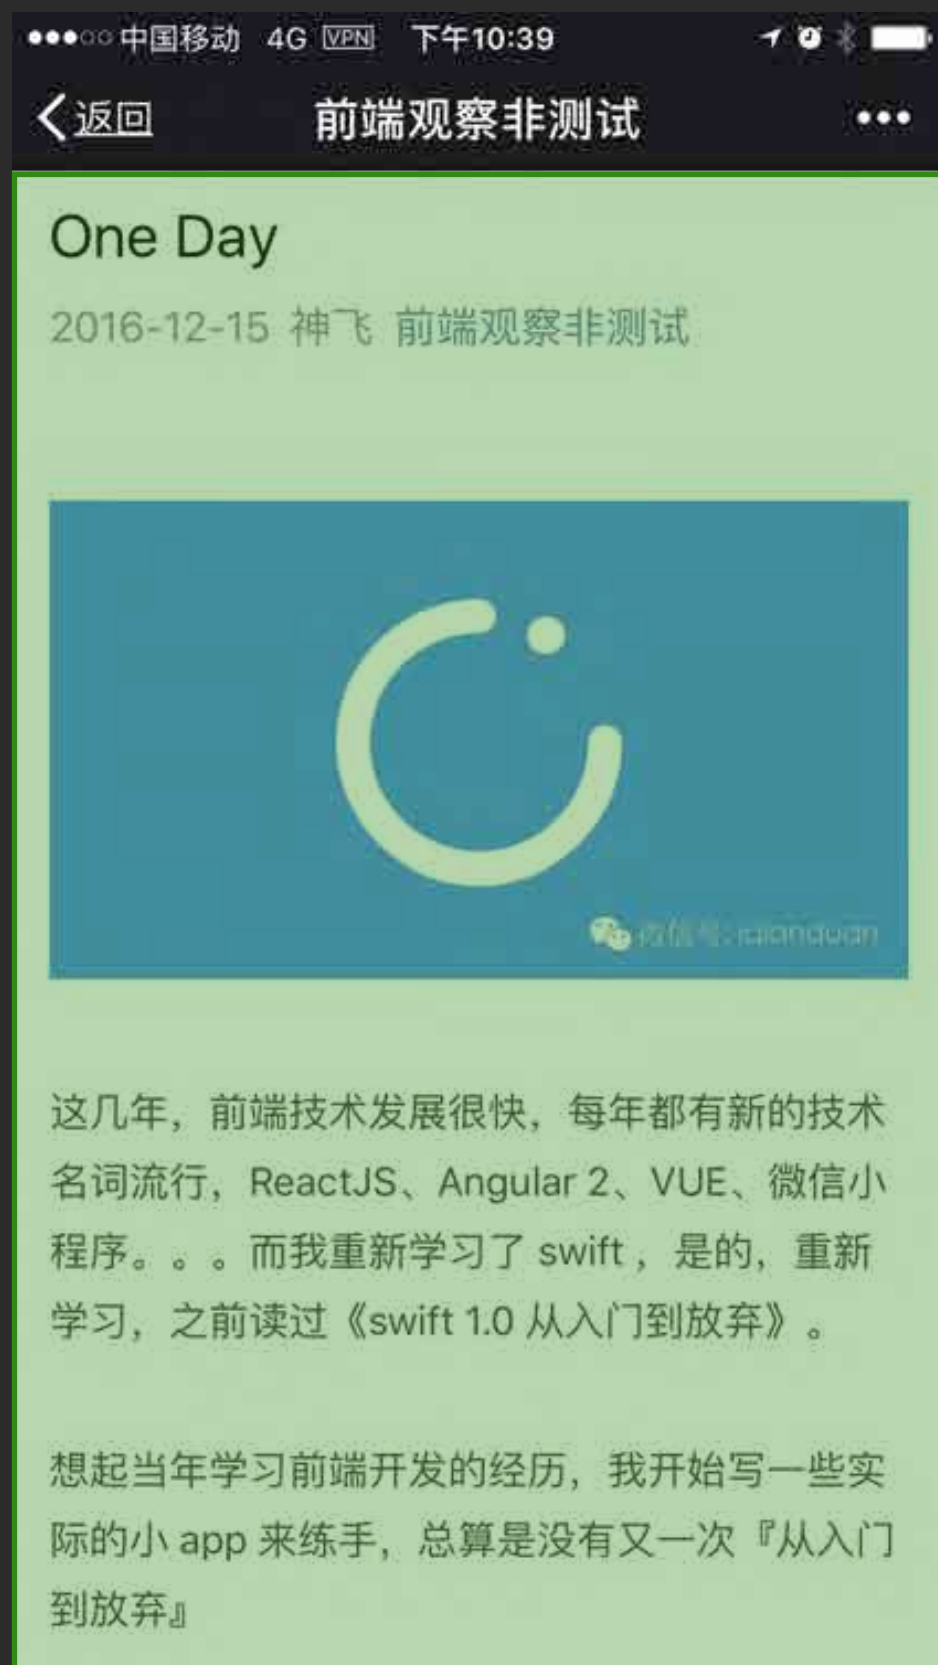 中国移动 4G VPN 下午10:39
返回 前端观察非测试
One Day
2016-12-15 神飞 前端观察非测试
微信号: iqianduan
这几年，前端技术发展很快，每年都有新的技术
名词流行，ReactJS、Angular 2、VUE、微信小
程序。。。而我重新学习了 swift ，是的，重新
学习，之前读过《swift 1.0 从入门到放弃》。
想起当年学习前端开发的经历，我开始写一些实
际的小 app 来练手，总算是没有又一次『从入门
到放弃』